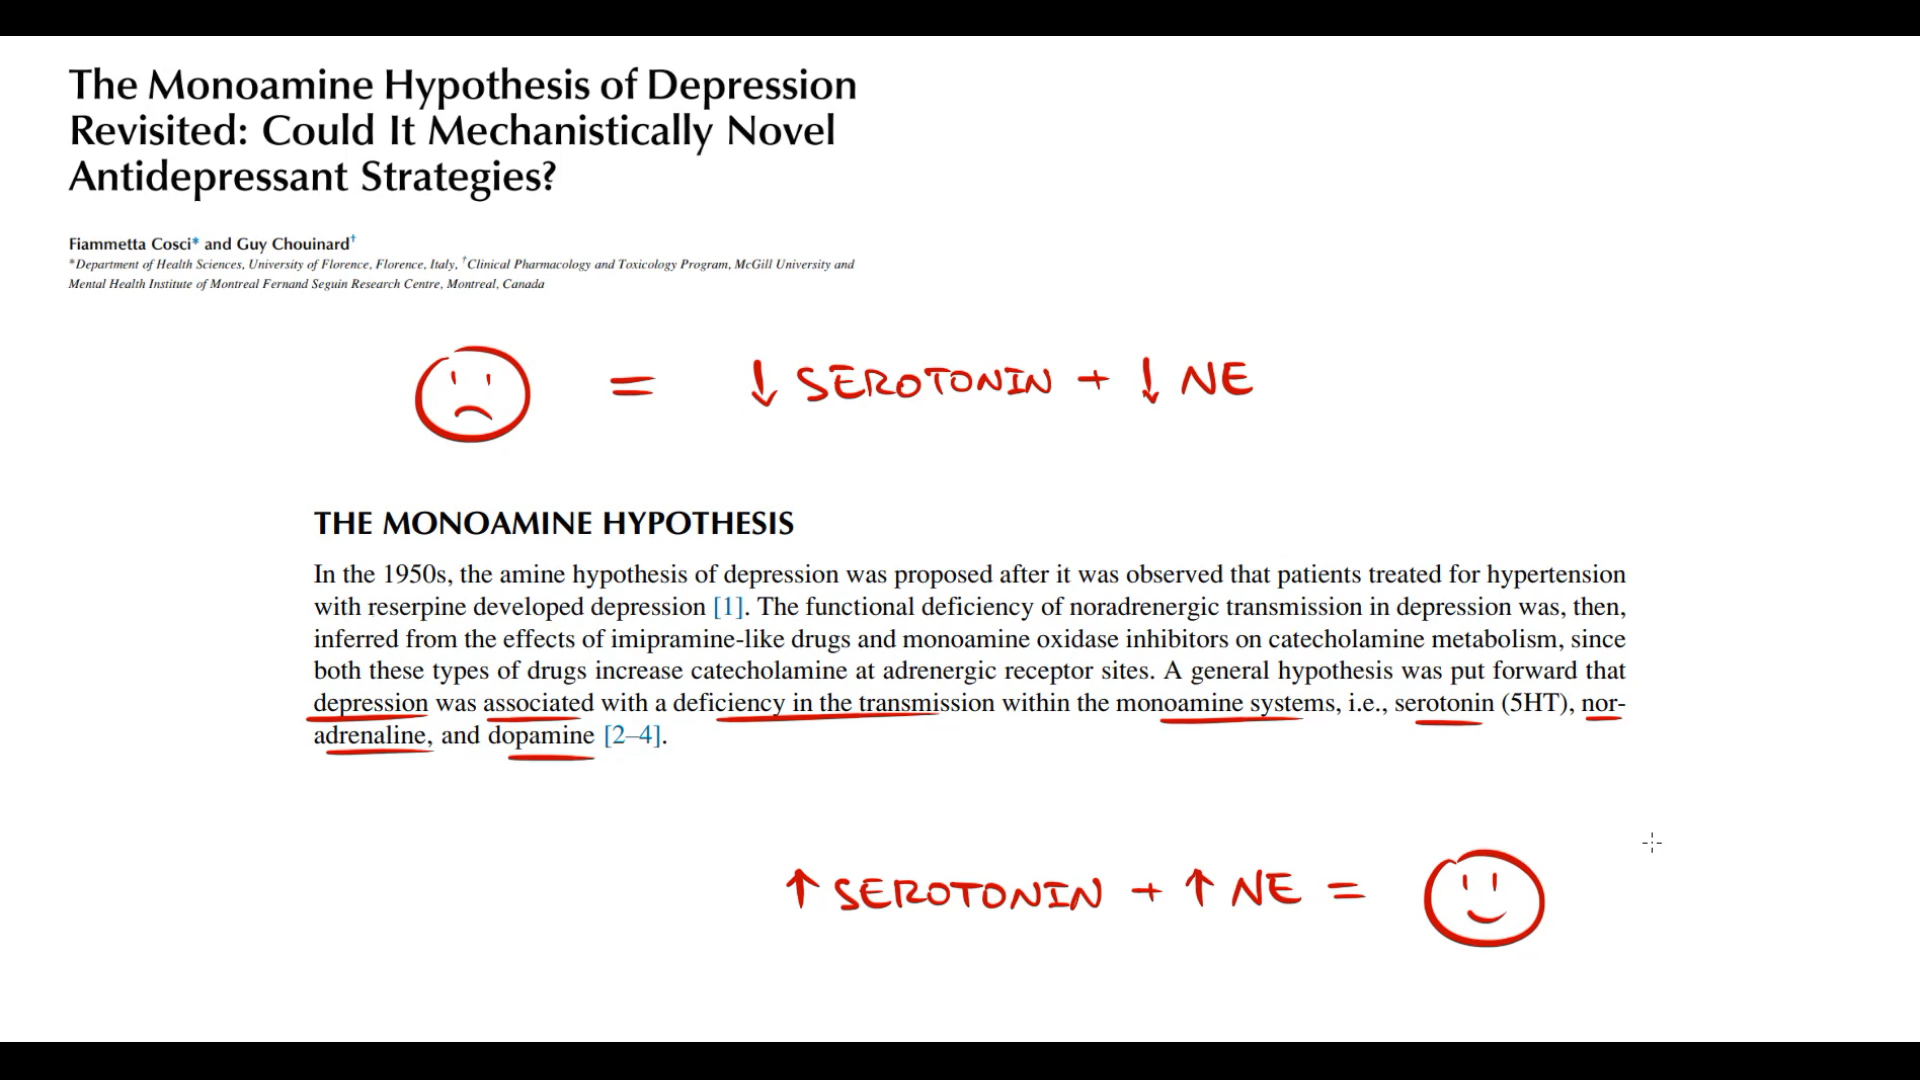 The Monoamine Hypothesis of Depression
Revisited: Could It Mechanistically Novel
Antidepressant Strategies?
Fiammetta Cosci* and Guy Chouinard†
*Department of Health Sciences, University of Florence, Florence, Italy, †Clinical Pharmacology and Toxicology Program, McGill University and
Mental Health Institute of Montreal Fernand Seguin Research Centre, Montreal, Canada
= ↓ SEROTONIN + ↓ NE
THE MONOAMINE HYPOTHESIS
In the 1950s, the amine hypothesis of depression was proposed after it was observed that patients treated for hypertension
with reserpine developed depression [1]. The functional deficiency of noradrenergic transmission in depression was, then,
inferred from the effects of imipramine-like drugs and monoamine oxidase inhibitors on catecholamine metabolism, since
both these types of drugs increase catecholamine at adrenergic receptor sites. A general hypothesis was put forward that
depression was associated with a deficiency in the transmission within the monoamine systems, i.e., serotonin (5HT), nor-
adrenaline, and dopamine [2–4].
↑ SEROTONIN + ↑ NE =